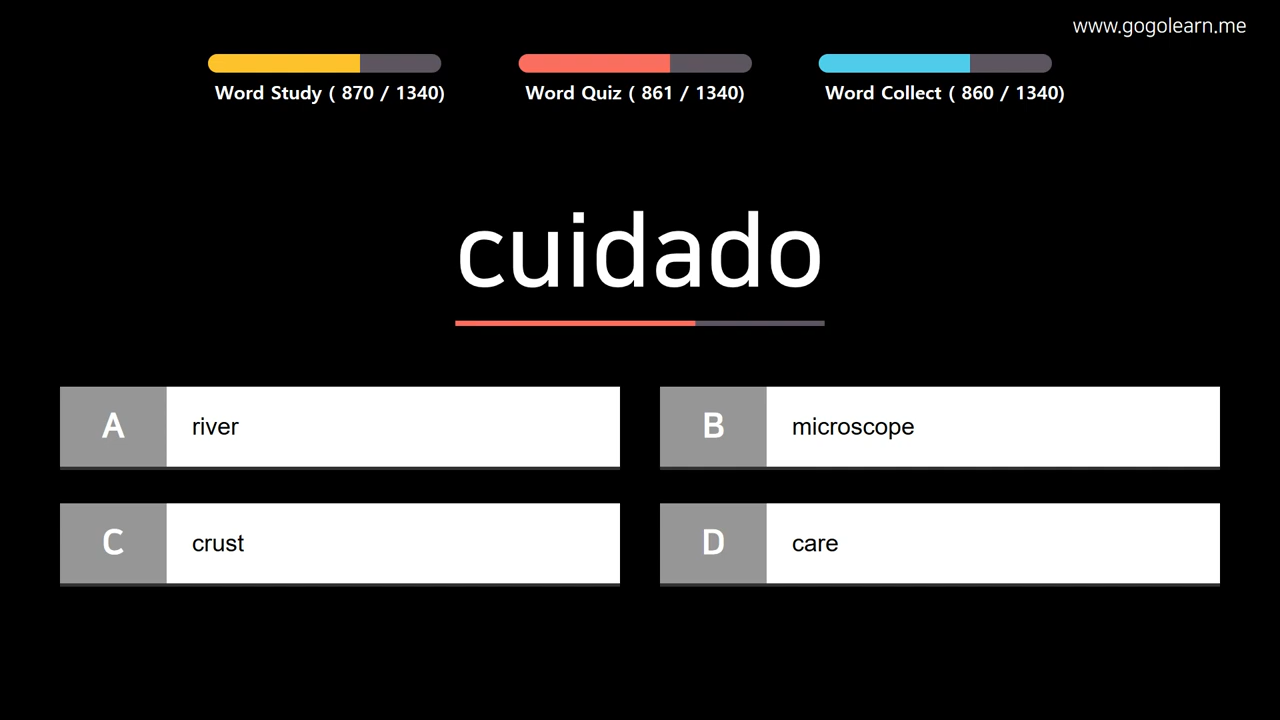 www.gogolearn.me
Word Study ( 870 / 1340)
Word Quiz ( 861 / 1340)
Word Collect ( 860 / 1340)
cuidado
A river
B microscope
C crust
D care